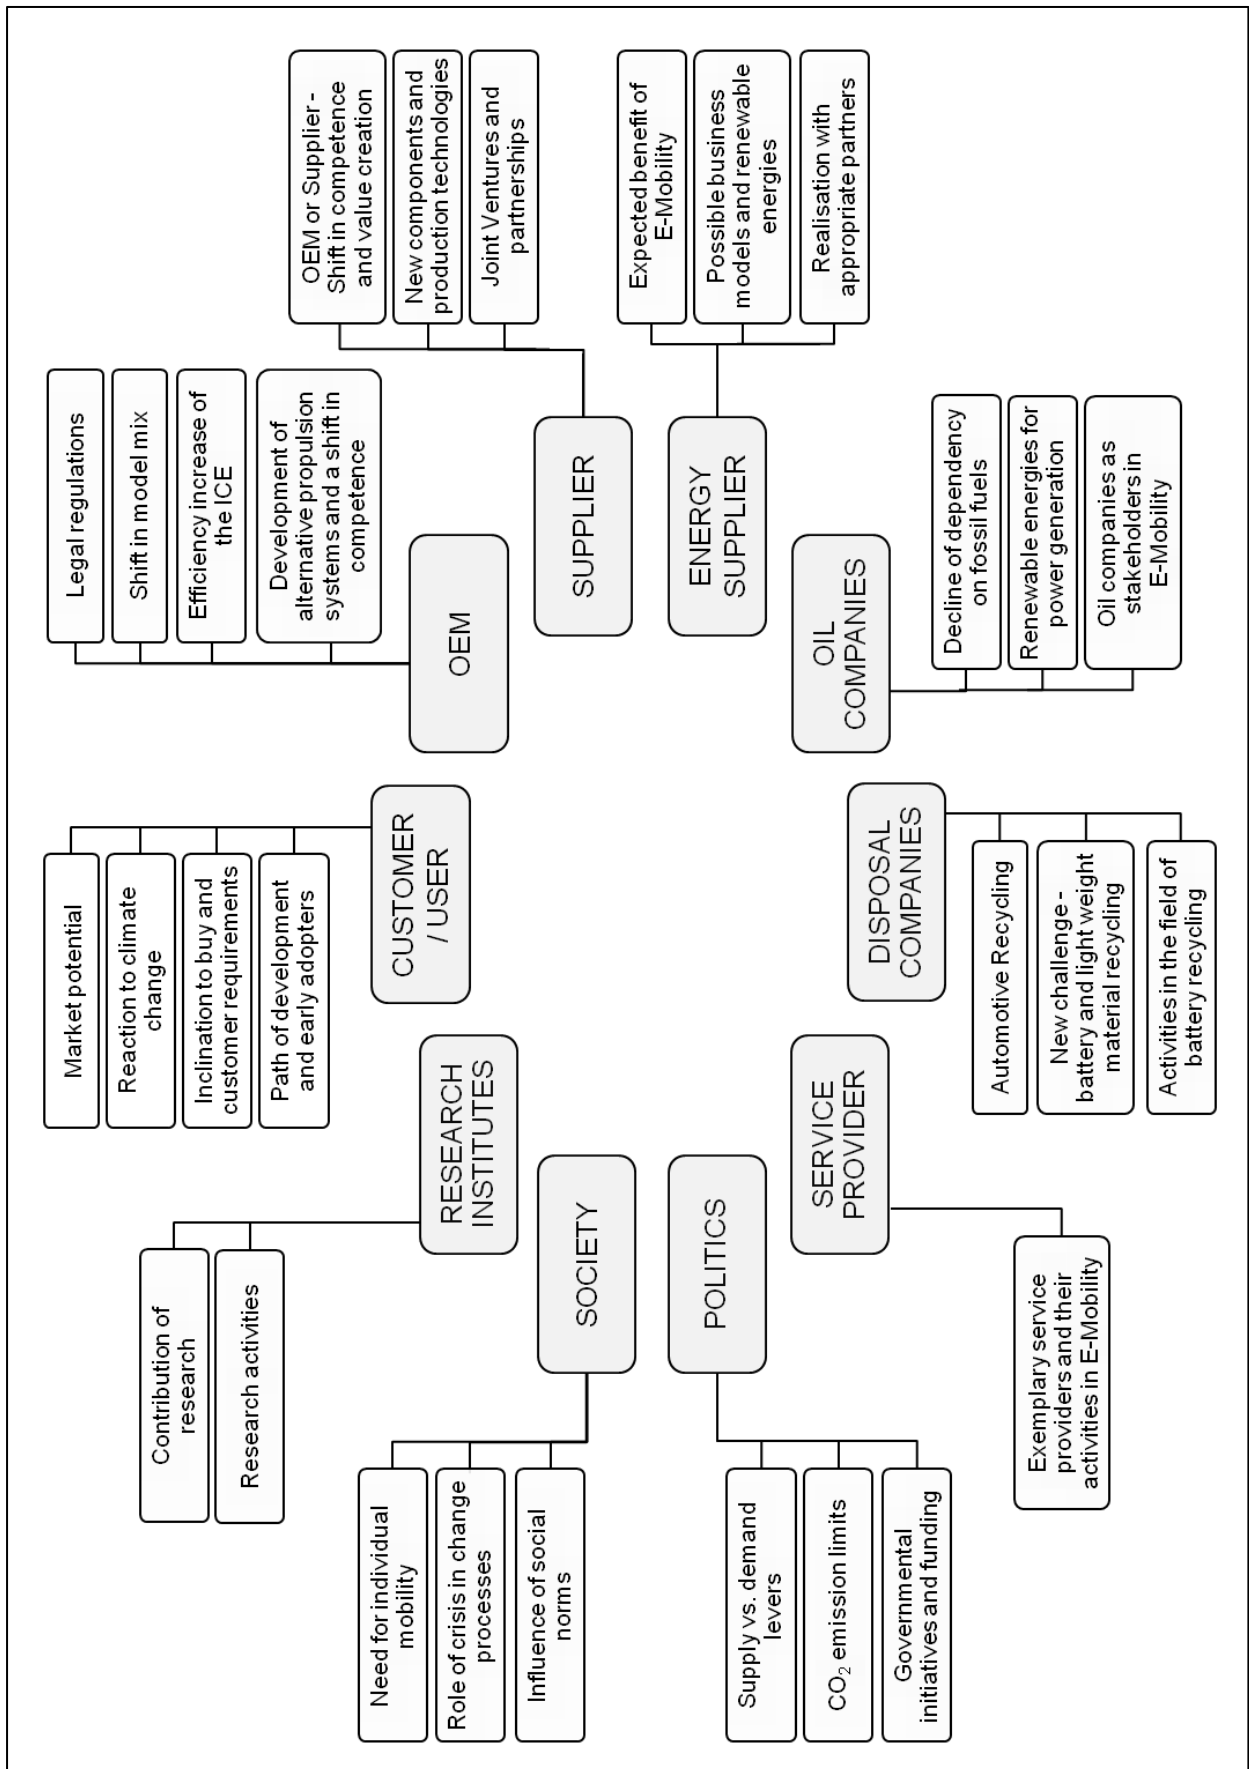 Market potential
Reaction to climate
change
Inclination to buy and
customer requirements
Path of development
and early adopters
CUSTOMER
/ USER
Legal regulations
Shift in model mix
Efficiency increase of
the ICE
Development of
alternative propulsion
systems and a shift in
competence
OEM
OEM or Supplier -
Shift in competence
and value creation
New components and
production technologies
Joint Ventures and
partnerships
SUPPLIER
Expected benefit of
E-Mobility
Possible business
models and renewable
energies
Realisation with
appropriate partners
ENERGY
SUPPLIER
OIL
COMPANIES
Decline of dependency
on fossil fuels
Renewable energies for
power generation
Oil companies as
stakeholders in
E-Mobility
DISPOSAL
COMPANIES
Automotive Recycling
New challenge -
battery and light weight
material recycling
Activities in the field of
battery recycling
SERVICE
PROVIDER
Exemplary service
providers and their
activities in E-Mobility
POLITICS
Supply vs. demand
levers
CO₂ emission limits
Governmental
initiatives and funding
SOCIETY
Need for individual
mobility
Role of crisis in change
processes
Influence of social
norms
RESEARCH
INSTITUTES
Contribution of
research
Research activities